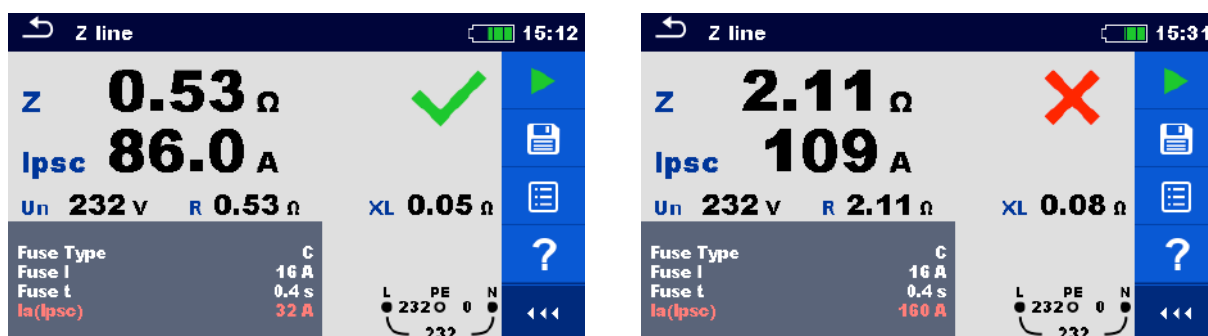 Z line 15:12
Z 0.53 Ω
Ipsc 86.0 A
Un 232 V R 0.53 Ω XL 0.05 Ω
Fuse Type C
Fuse I 16 A
Fuse t 0.4 s
Ia(Ipsc) 32 A
L PE N
232 0
232
?
Z line 15:31
Z 2.11 Ω
Ipsc 109 A
Un 232 V R 2.11 Ω XL 0.08 Ω
Fuse Type C
Fuse I 16 A
Fuse t 0.4 s
Ia(Ipsc) 160 A
L PE N
232 0
232
?